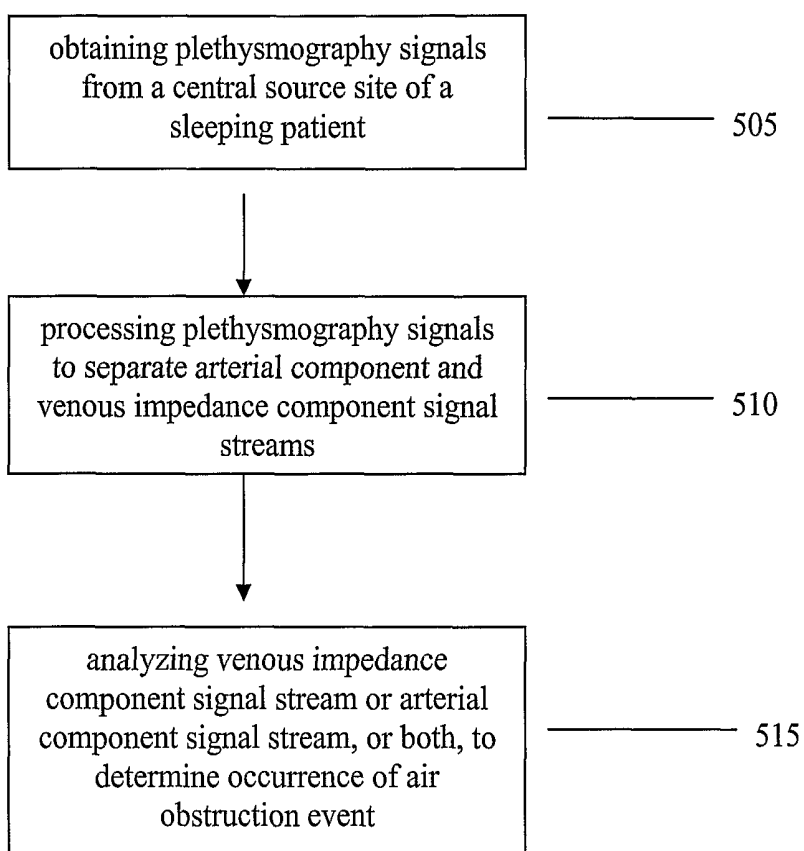 obtaining plethysmography signals
from a central source site of a
sleeping patient
505
processing plethysmography signals
to separate arterial component and
venous impedance component signal
streams
510
analyzing venous impedance
component signal stream or arterial
component signal stream, or both, to
determine occurrence of air
obstruction event
515